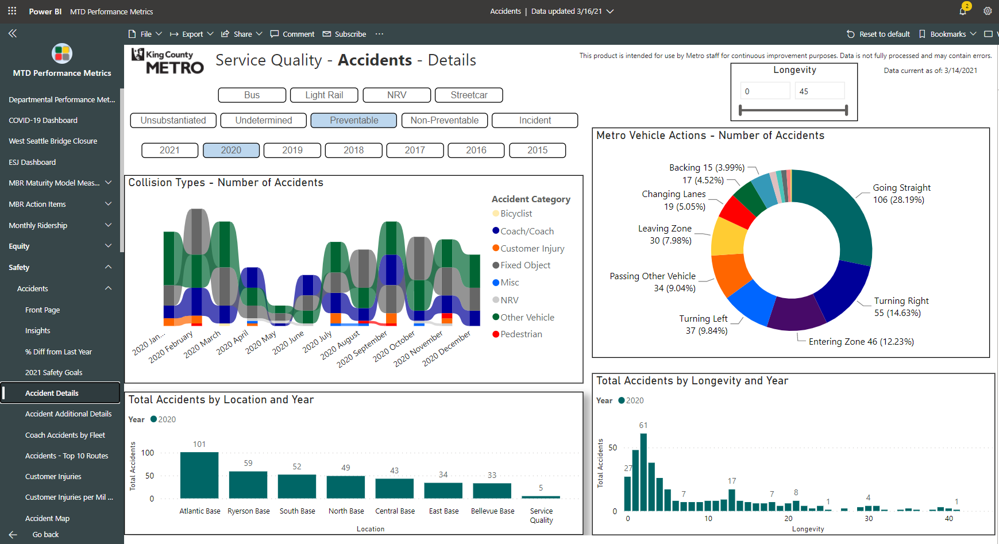 Power BI MTD Performance Metrics
Accidents | Data updated 3/16/21
2
File Export Share Comment Subscribe ...
Reset to default Bookmarks
MTD Performance Metrics
Departmental Performance Met...
COVID-19 Dashboard
West Seattle Bridge Closure
ESJ Dashboard
MBR Maturity Model Meas...
MBR Action Items
Monthly Ridership
Equity
Safety
Accidents
Front Page
Insights
% Diff from Last Year
2021 Safety Goals
Accident Details
Accident Additional Details
Coach Accidents by Fleet
Accidents - Top 10 Routes
Customer Injuries
Customer Injuries per Mil ...
Accident Map
Go back
King County
METRO
Service Quality - Accidents - Details
This product is intended for use by Metro staff for continuous improvement purposes. Data is not fully processed and may contain errors.
Data current as of: 3/14/2021
Longevity
0 45
Bus Light Rail NRV Streetcar
Unsubstantiated Undetermined Preventable Non-Preventable Incident
2021 2020 2019 2018 2017 2016 2015
Collision Types - Number of Accidents
Accident Category
Bicyclist
Coach/Coach
Customer Injury
Fixed Object
Misc
NRV
Other Vehicle
Pedestrian
2020 Jan...
2020 February
2020 March
2020 April
2020 May
2020 June
2020 July
2020 August
2020 September
2020 October
2020 November
2020 December
Metro Vehicle Actions - Number of Accidents
Backing 15 (3.99%)
17 (4.52%)
Changing Lanes
19 (5.05%)
Leaving Zone
30 (7.98%)
Passing Other Vehicle
34 (9.04%)
Turning Left
37 (9.84%)
Entering Zone 46 (12.23%)
Turning Right
55 (14.63%)
Going Straight
106 (28.19%)
Total Accidents by Location and Year
Year 2020
Total Accidents
100
50
0
101 59 52 49 43 34 33 5
Atlantic Base Ryerson Base South Base North Base Central Base East Base Bellevue Base Service
Quality
Location
Total Accidents by Longevity and Year
Year 2020
Total Accidents
50
0
27 61 7 17 7 8 1 4 1
0 10 20 30 40
Longevity